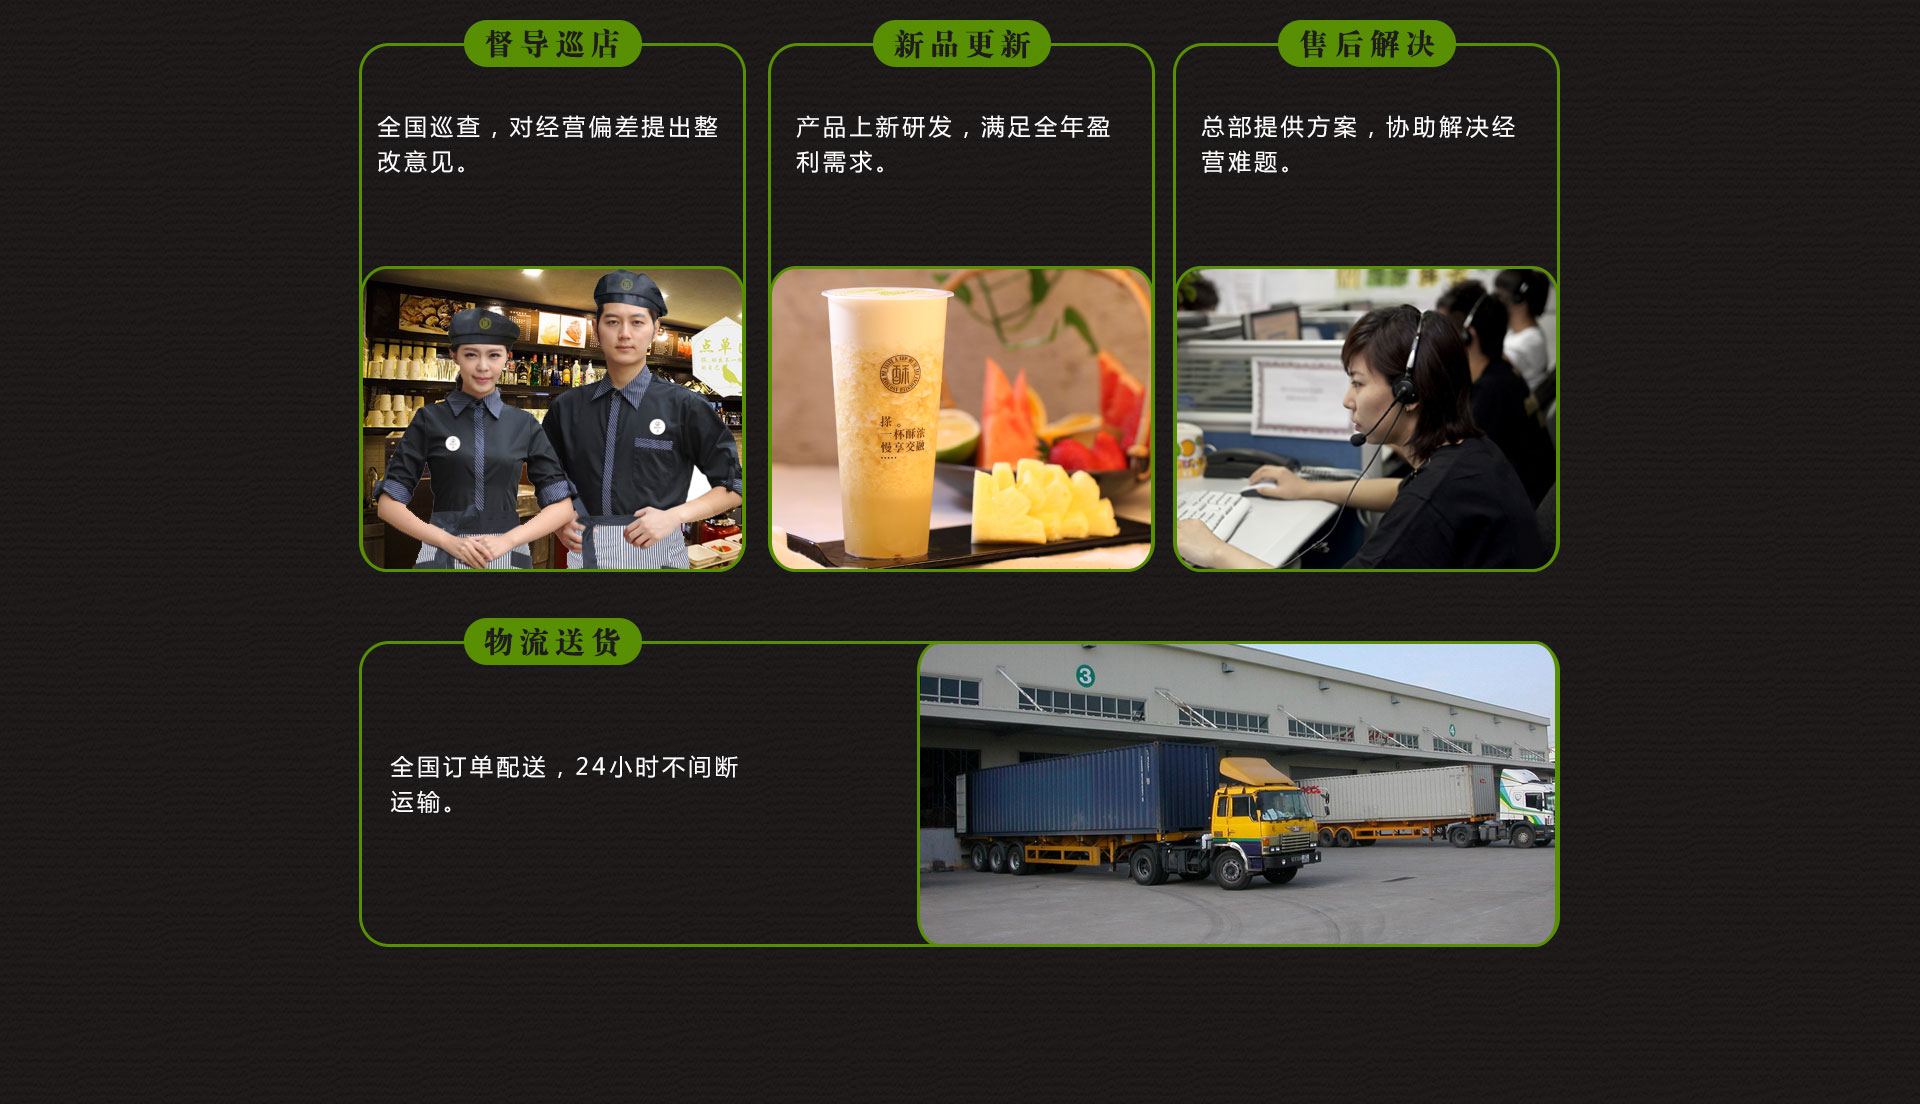 督导巡店
全国巡查，对经营偏差提出整
改意见。
新品更新
产品上新研发，满足全年盈
利需求。
售后解决
总部提供方案，协助解决经
营难题。
点单
酥
一杯酥浓
慢享交融
物流送货
全国订单配送，24小时不间断
运输。
3
4